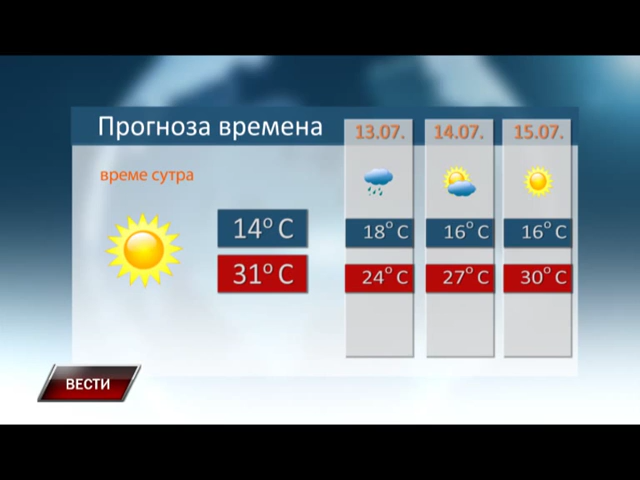 Прогноза времена
време сутра
14° C
31° C
13.07.
18° C
24° C
14.07.
16° C
27° C
15.07.
16° C
30° C
ВЕСТИ